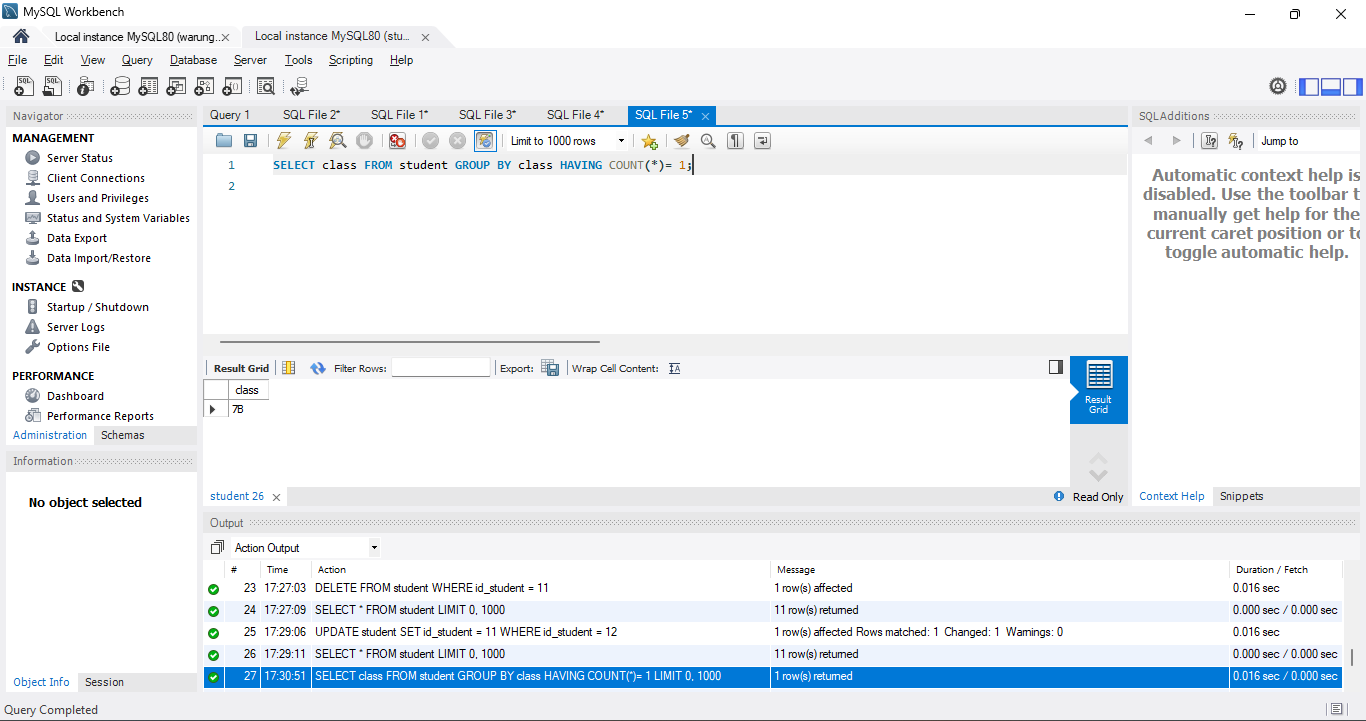 MySQL Workbench
Local instance MySQL80 (warung..
Local instance MySQL80 (stu...
File Edit View Query Database Server Tools Scripting Help
Navigator
MANAGEMENT
Server Status
Client Connections
Users and Privileges
Status and System Variables
Data Export
Data Import/Restore
INSTANCE
Startup / Shutdown
Server Logs
Options File
PERFORMANCE
Dashboard
Performance Reports
Administration Schemas
Information
No object selected
Object Info Session
Query 1 SQL File 2* SQL File 1* SQL File 3* SQL File 4* SQL File 5*
Limit to 1000 rows
1 SELECT class FROM student GROUP BY class HAVING COUNT(*)= 1;
2
Result Grid Filter Rows: Export: Wrap Cell Content:
class
7B
Result
Grid
student 26
Read Only
SQLAdditions
Jump to
Automatic context help is
disabled. Use the toolbar t
manually get help for the
current caret position or to
toggle automatic help.
Context Help Snippets
Output
Action Output
# Time Action Message Duration / Fetch
23 17:27:03 DELETE FROM student WHERE id_student = 11 1 row(s) affected 0.016 sec
24 17:27:09 SELECT * FROM student LIMIT 0, 1000 11 row(s) returned 0.000 sec / 0.000 sec
25 17:29:06 UPDATE student SET id_student = 11 WHERE id_student = 12 1 row(s) affected Rows matched: 1 Changed: 1 Warnings: 0 0.016 sec
26 17:29:11 SELECT * FROM student LIMIT 0, 1000 11 row(s) returned 0.000 sec / 0.000 sec
27 17:30:51 SELECT class FROM student GROUP BY class HAVING COUNT(*)= 1 LIMIT 0, 1000 1 row(s) returned 0.016 sec / 0.000 sec
Query Completed